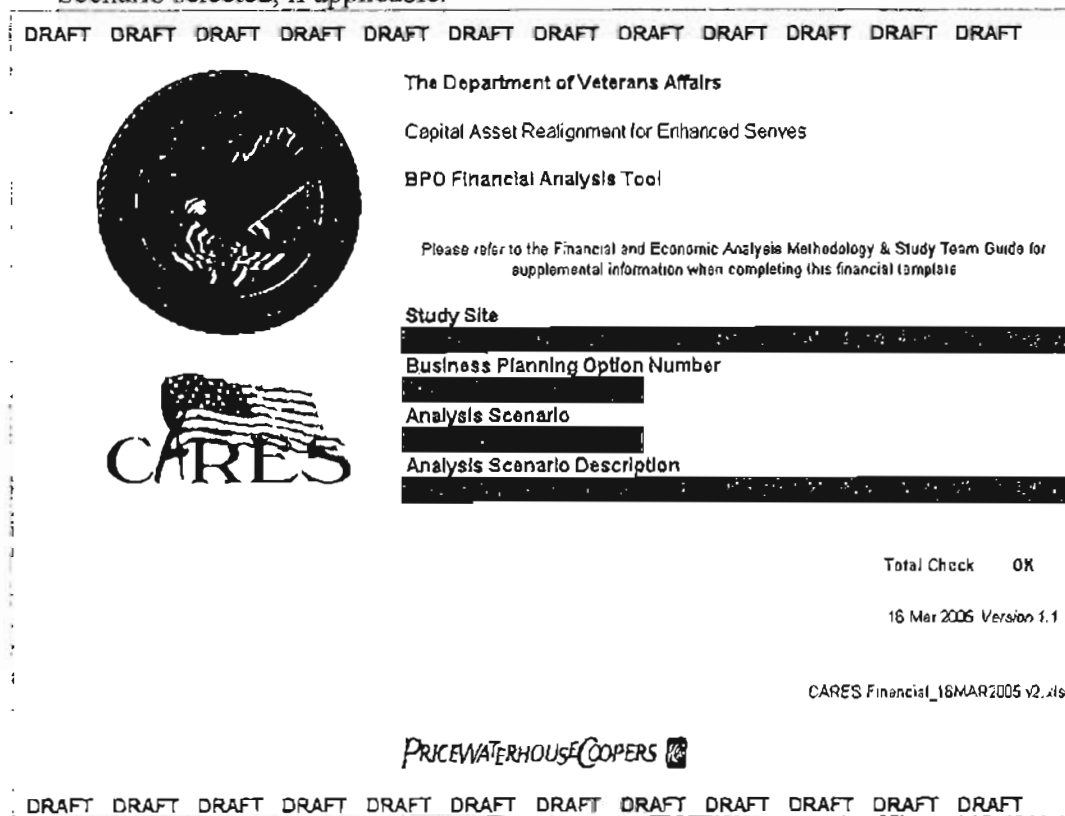 scenario selected, if applicable.
DRAFT DRAFT DRAFT DRAFT DRAFT DRAFT DRAFT DRAFT DRAFT DRAFT DRAFT DRAFT
The Department of Veterans Affairs
Capital Asset Realignment for Enhanced Serves
BPO Financial Analysis Tool
Please refer to the Financial and Economic Analysis Methodology & Study Team Guide for
supplemental information when completing this financial template
Study Site
Business Planning Option Number
Analysis Scenario
Analysis Scenario Description
CARES
Total Check OK
16 Mar 2005 Version 1.1
CARES Financial_16MAR2005 v2.xls
PRICEWATERHOUSECOOPERS
DRAFT DRAFT DRAFT DRAFT DRAFT DRAFT DRAFT DRAFT DRAFT DRAFT DRAFT DRAFT